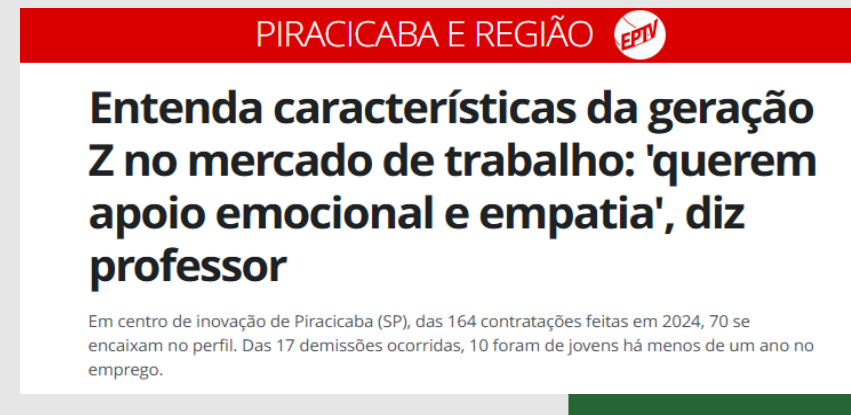 PIRACICABA E REGIÃO EPTV
Entenda características da geração
Z no mercado de trabalho: 'querem
apoio emocional e empatia', diz
professor
Em centro de inovação de Piracicaba (SP), das 164 contratações feitas em 2024, 70 se
encaixam no perfil. Das 17 demissões ocorridas, 10 foram de jovens há menos de um ano no
emprego.